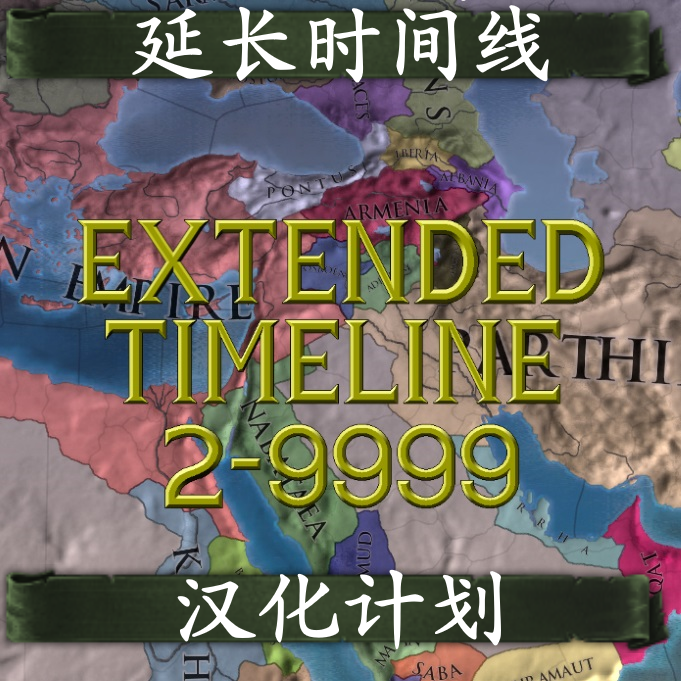 延长时间线
PONTUS
IBERIA
ALBANIA
ARMENIA
EXTENDED
EMPIRE
TIMELINE
PARTHI
2-9999
NABATAEA
汉化计划
SABA